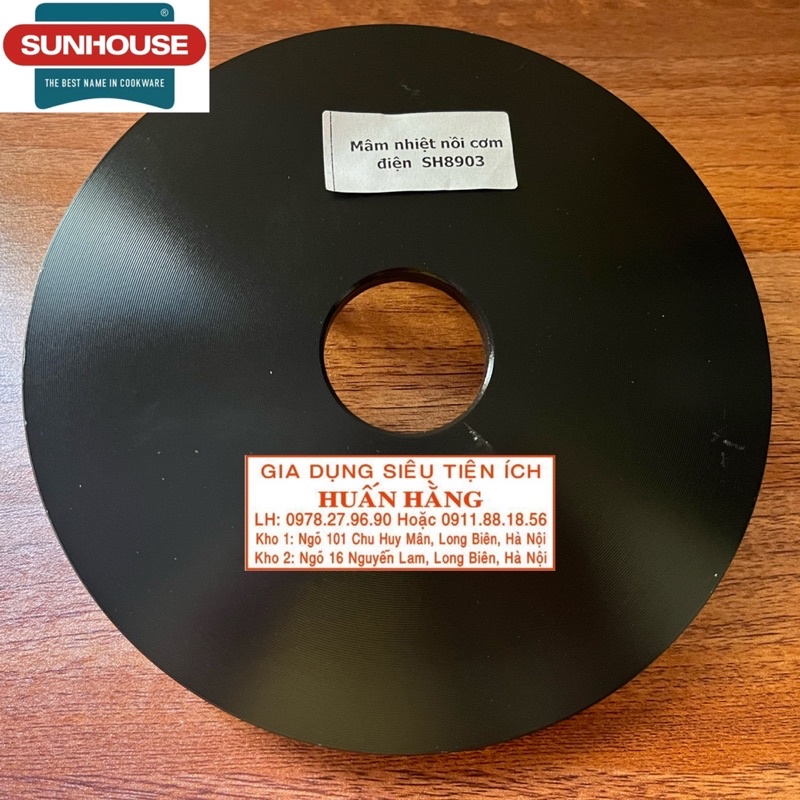 ®
SUNHOUSE
THE BEST NAME IN COOKWARE
Mâm nhiệt nồi cơm
điện SH8903
GIA DỤNG SIÊU TIỆN ÍCH
HUẤN HẰNG
LH: 0978.27.96.90 Hoặc 0911.88.18.56
Kho 1: Ngõ 101 Chu Huy Mân, Long Biên, Hà Nội
Kho 2: Ngõ 16 Nguyễn Lam, Long Biên, Hà Nội